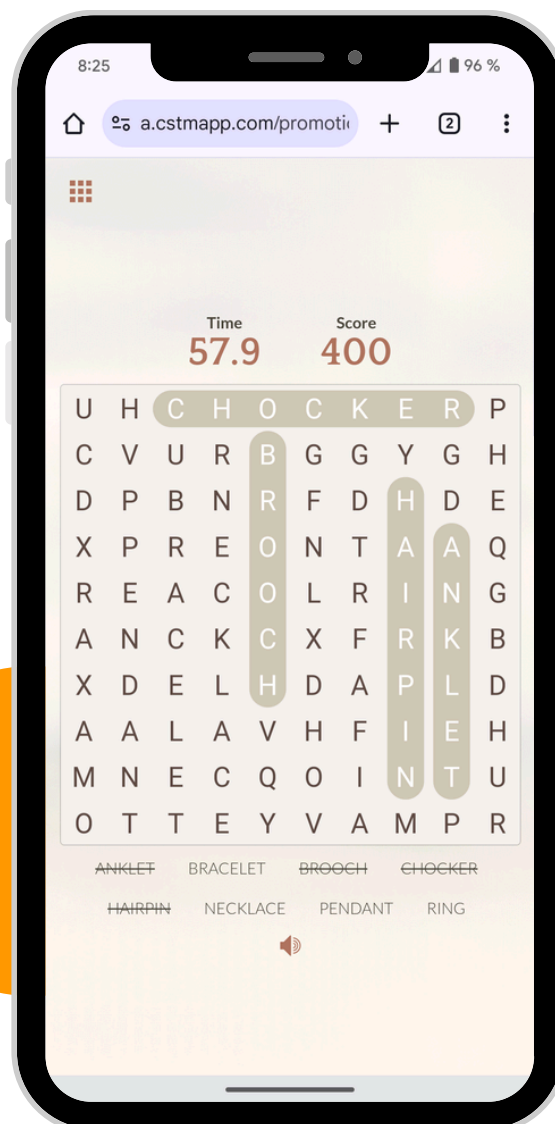 8:25 96 %
a.cstmapp.com/promoti
2
Time Score
57.9 400
U H C H O C K E R P
C V U R B G G Y G H
D P B N R F D H D E
X P R E O N T A A Q
R E A C O L R I N G
A N C K C X F R K B
X D E L H D A P L D
A A L A V H F I E H
M N E C Q O I N T U
O T T E Y V A M P R
ANKLET BRACELET BROOCH CHOCKER
HAIRPIN NECKLACE PENDANT RING